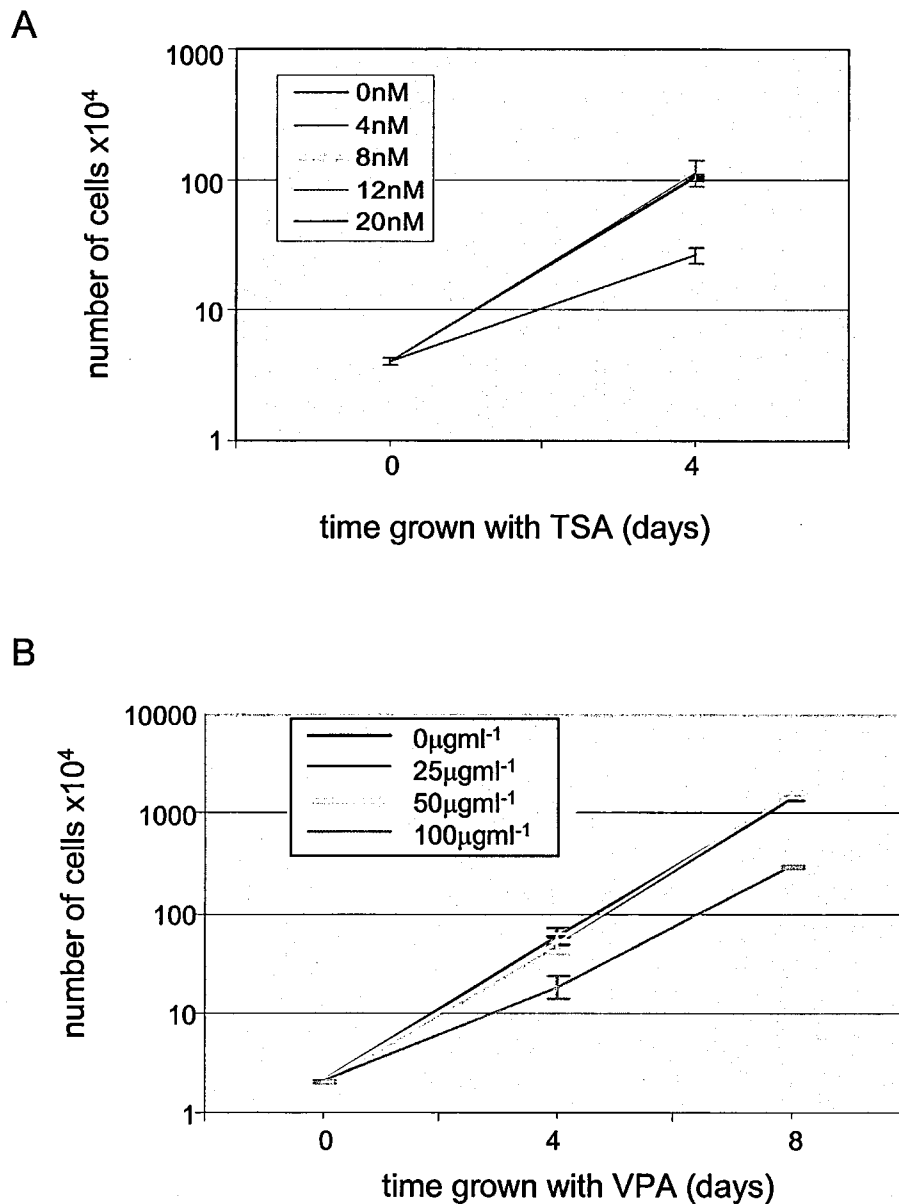 A
number of cells x10⁴
1000
100
10
1
0nM
4nM
8nM
12nM
20nM
0
4
time grown with TSA (days)
B
number of cells x10⁴
10000
1000
100
10
1
0µgml⁻¹
25µgml⁻¹
50µgml⁻¹
100µgml⁻¹
0
4
8
time grown with VPA (days)